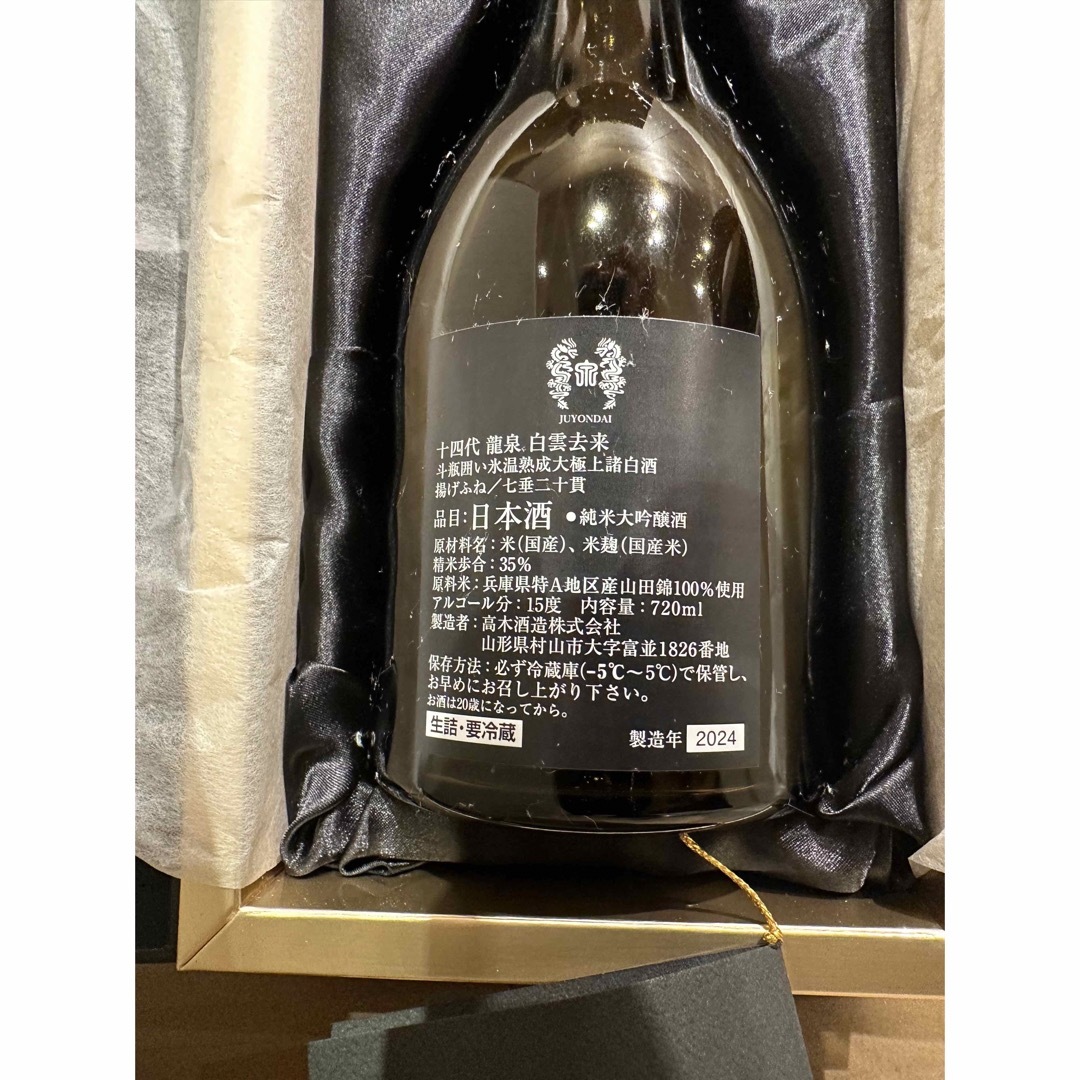 JUYONDAI
十四代 龍泉 白雲去来
斗瓶囲い氷温熟成大極上諸白酒
揚げふね／七垂二十貫
品目：日本酒 ●純米大吟醸酒
原材料名：米（国産）、米麹（国産米）
精米歩合：35%
原料米：兵庫県特A地区産山田錦100%使用
アルコール分：15度 内容量：720ml
製造者：高木酒造株式会社
山形県村山市大字富並1826番地
保存方法：必ず冷蔵庫(−5℃〜5℃)で保管し、
お早めにお召し上がり下さい。
お酒は20歳になってから。
生詰・要冷蔵 製造年 2024